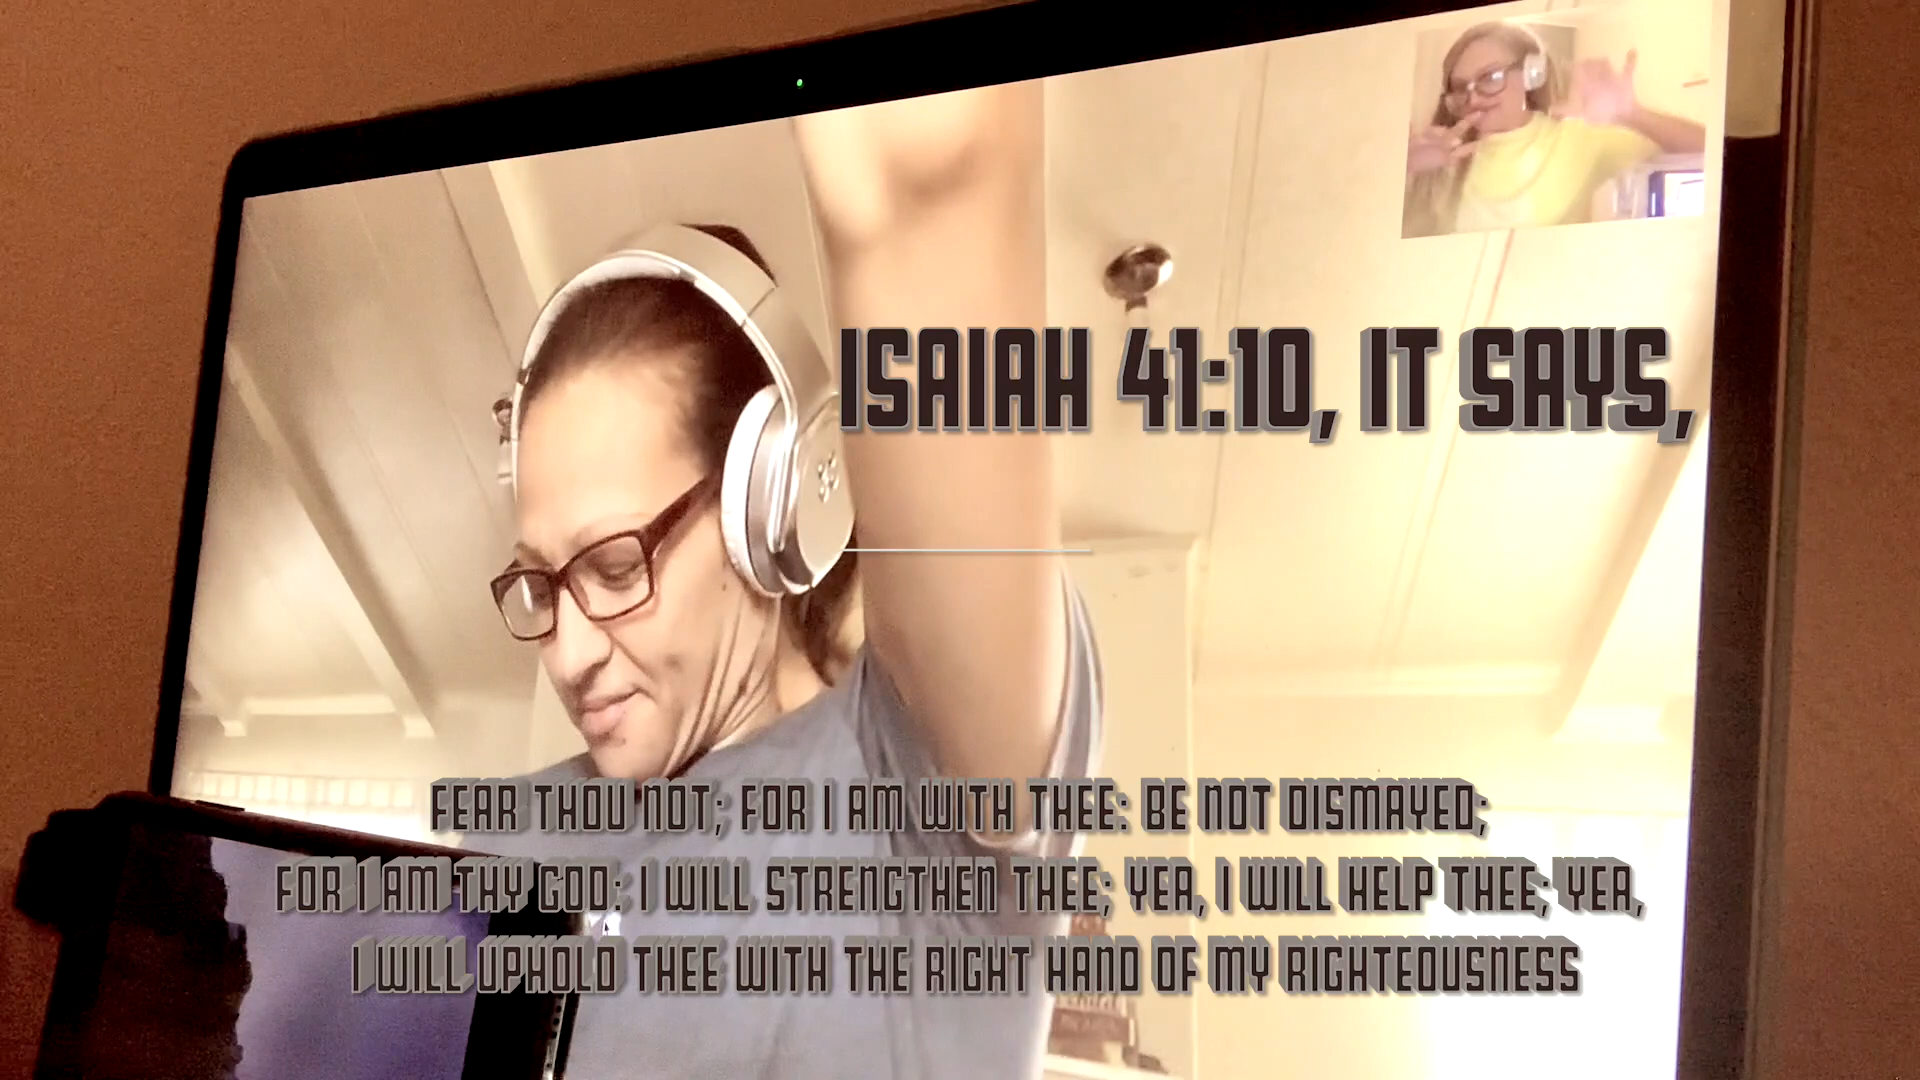 ISAIAH 41:10, IT SAYS,
FEAR THOU NOT; FOR I AM WITH THEE: BE NOT DISMAYED;
FOR I AM THY GOD: I WILL STRENGTHEN THEE; YEA, I WILL HELP THEE; YEA,
I WILL UPHOLD THEE WITH THE RIGHT HAND OF MY RIGHTEOUSNESS